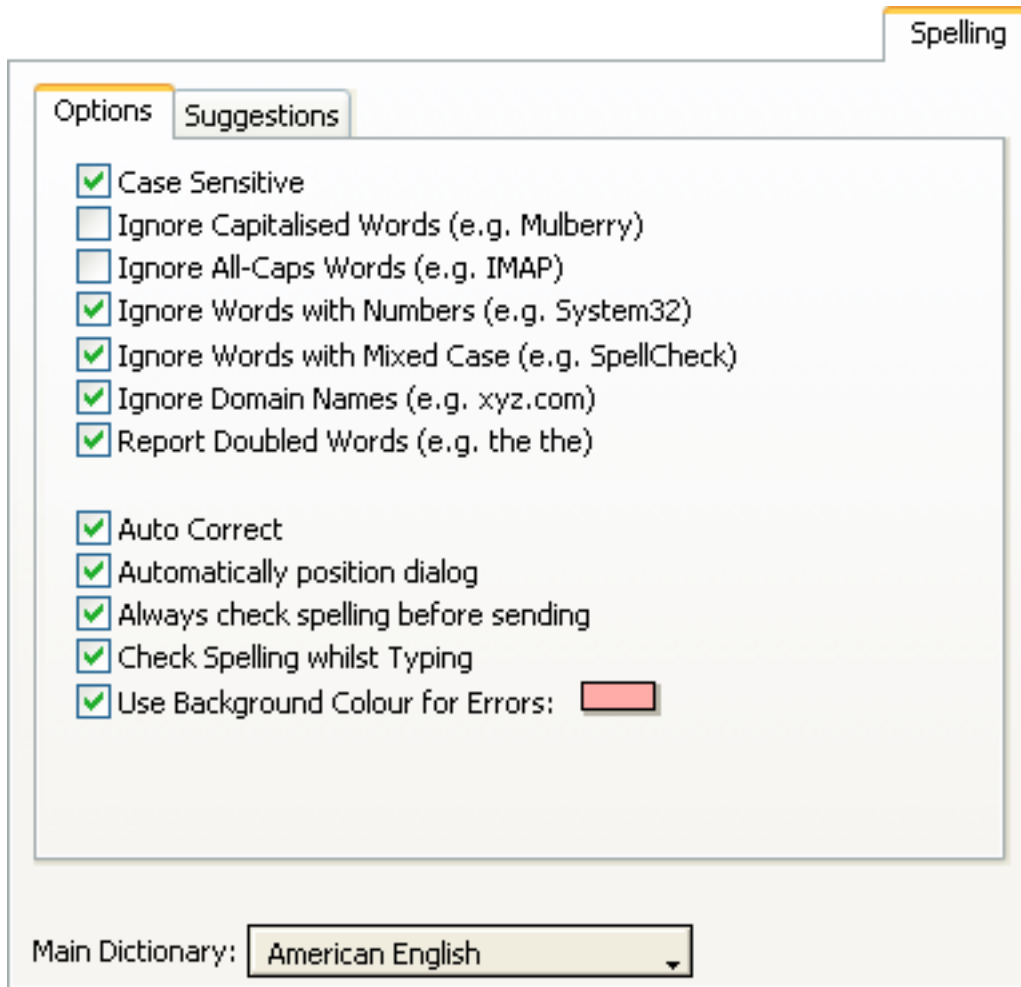 Spelling
Options Suggestions
Case Sensitive
Ignore Capitalised Words (e.g. Mulberry)
Ignore All-Caps Words (e.g. IMAP)
Ignore Words with Numbers (e.g. System32)
Ignore Words with Mixed Case (e.g. SpellCheck)
Ignore Domain Names (e.g. xyz.com)
Report Doubled Words (e.g. the the)
Auto Correct
Automatically position dialog
Always check spelling before sending
Check Spelling whilst Typing
Use Background Colour for Errors:
Main Dictionary: American English